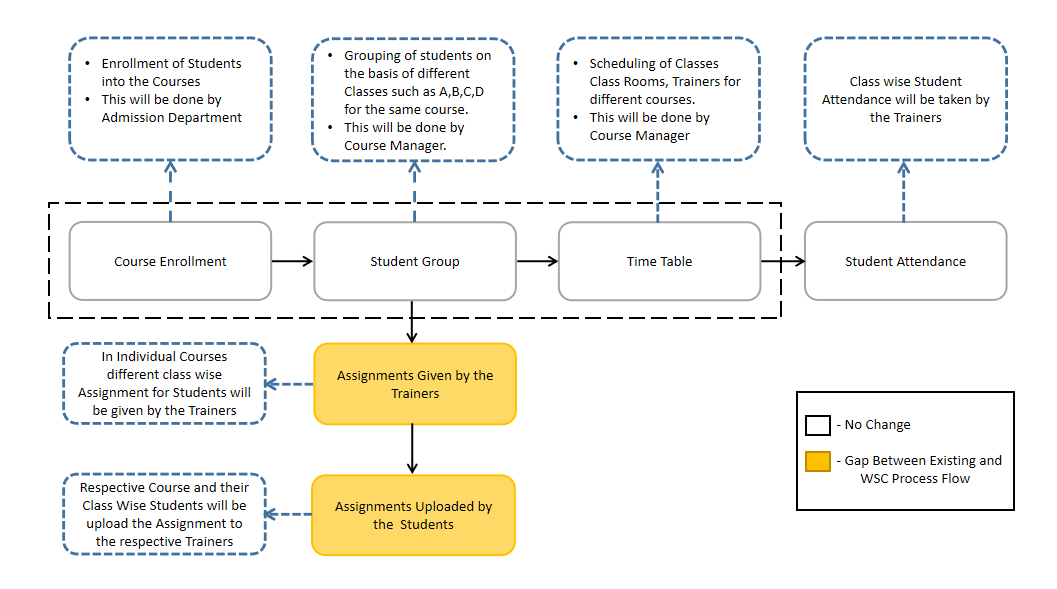 • Enrollment of Students
into the Courses
• This will be done by
Admission Department
• Grouping of students on
the basis of different
Classes such as A,B,C,D
for the same course.
• This will be done by
Course Manager.
• Scheduling of Classes
Class Rooms, Trainers for
different courses.
• This will be done by
Course Manager
Class wise Student
Attendance will be taken by
the Trainers
Course Enrollment
Student Group
Time Table
Student Attendance
In Individual Courses
different class wise
Assignment for Students will
be given by the Trainers
Assignments Given by the
Trainers
Respective Course and their
Class Wise Students will be
upload the Assignment to
the respective Trainers
Assignments Uploaded by
the Students
- No Change
- Gap Between Existing and
WSC Process Flow